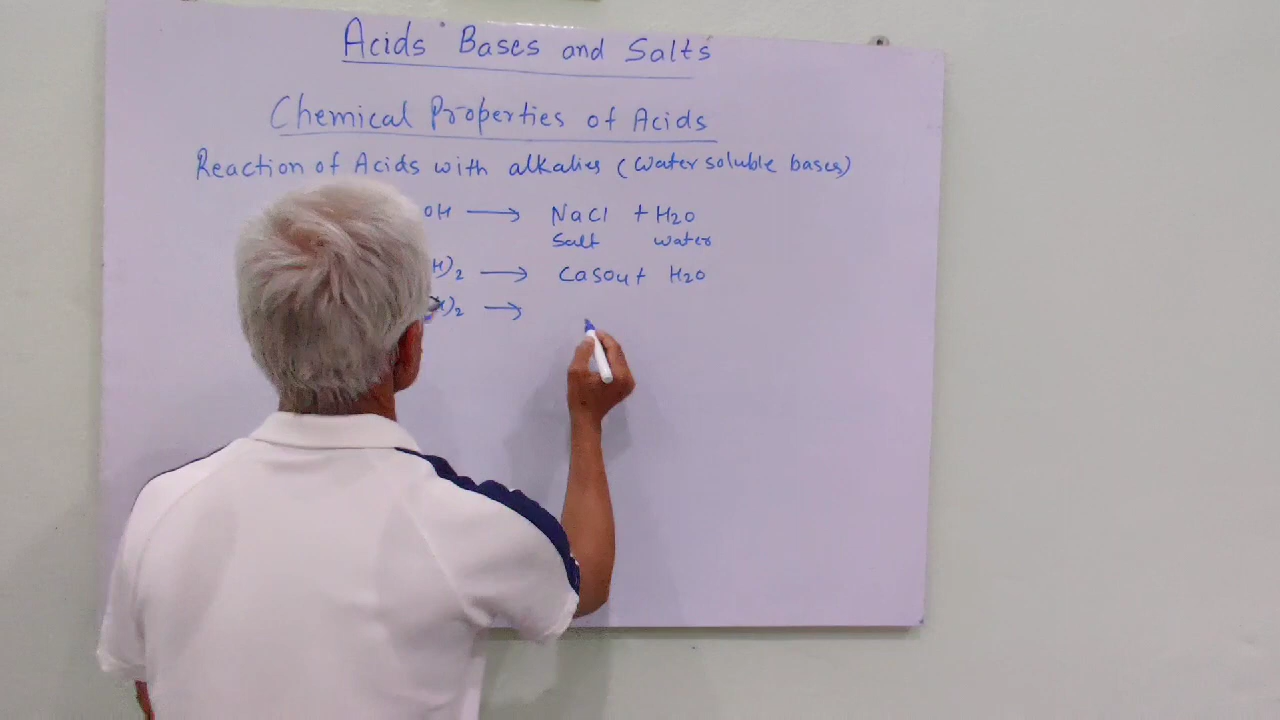 Acids Bases and Salts
Chemical Properties of Acids
Reaction of Acids with alkalies (Water soluble bases)
OH → NaCl + H2O
Salt water
H)2 → CaSO4 + H2O
H)2 →